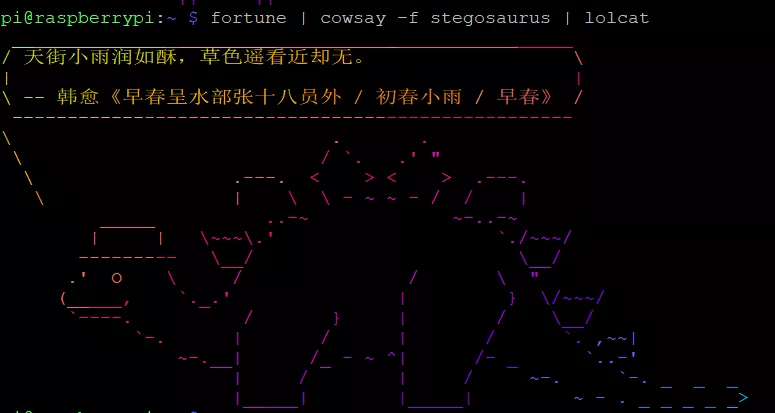 pi@raspberrypi:~ $ fortune | cowsay -f stegosaurus | lolcat
天街小雨润如酥，草色遥看近却无。
-- 韩愈《早春呈水部张十八员外 / 初春小雨 / 早春》